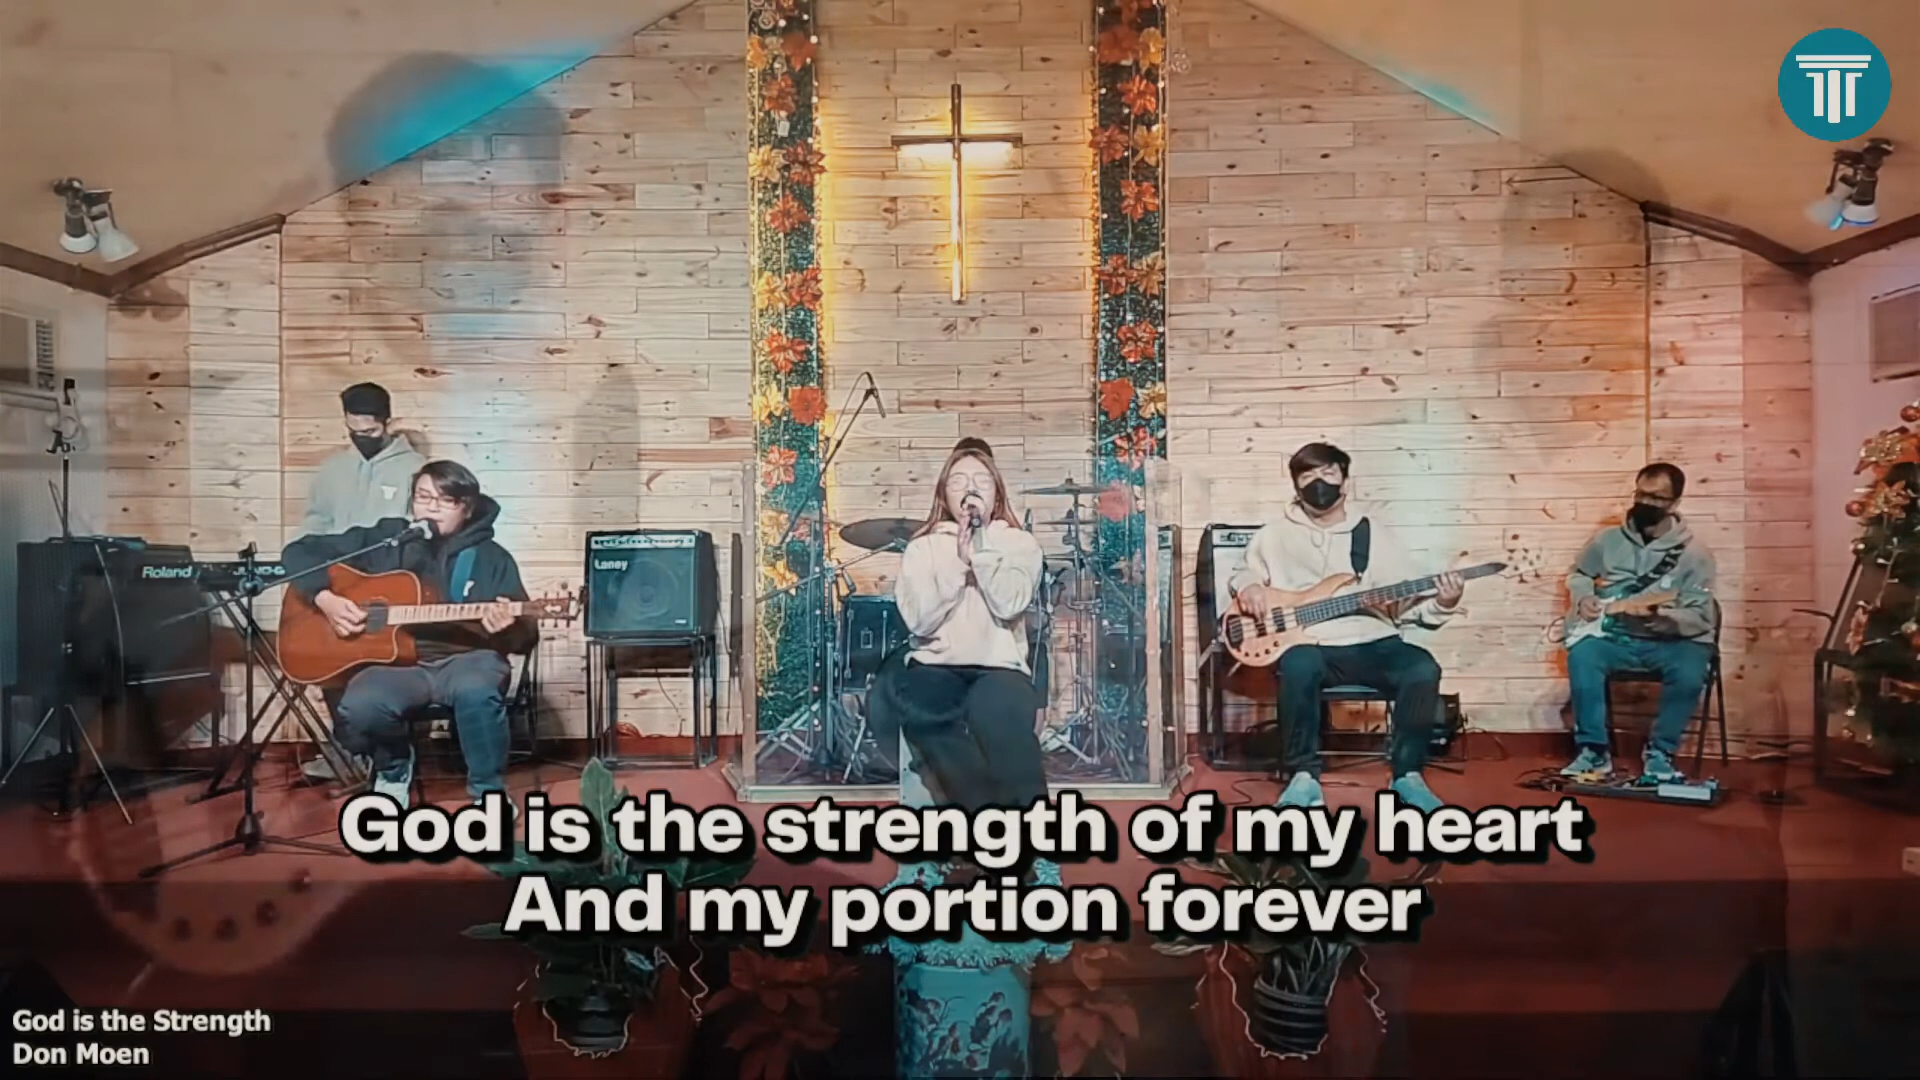 Roland
JUNO-G
Laney
God is the strength of my heart
And my portion forever
God is the Strength
Don Moen